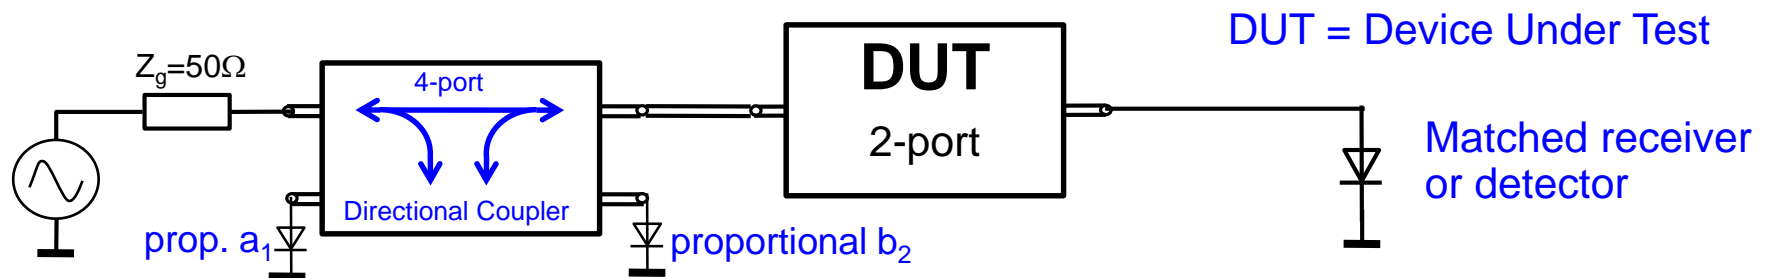 DUT = Device Under Test
Zg=50Ω
4-port
DUT
2-port
Matched receiver
or detector
Directional Coupler
prop. a1
proportional b2